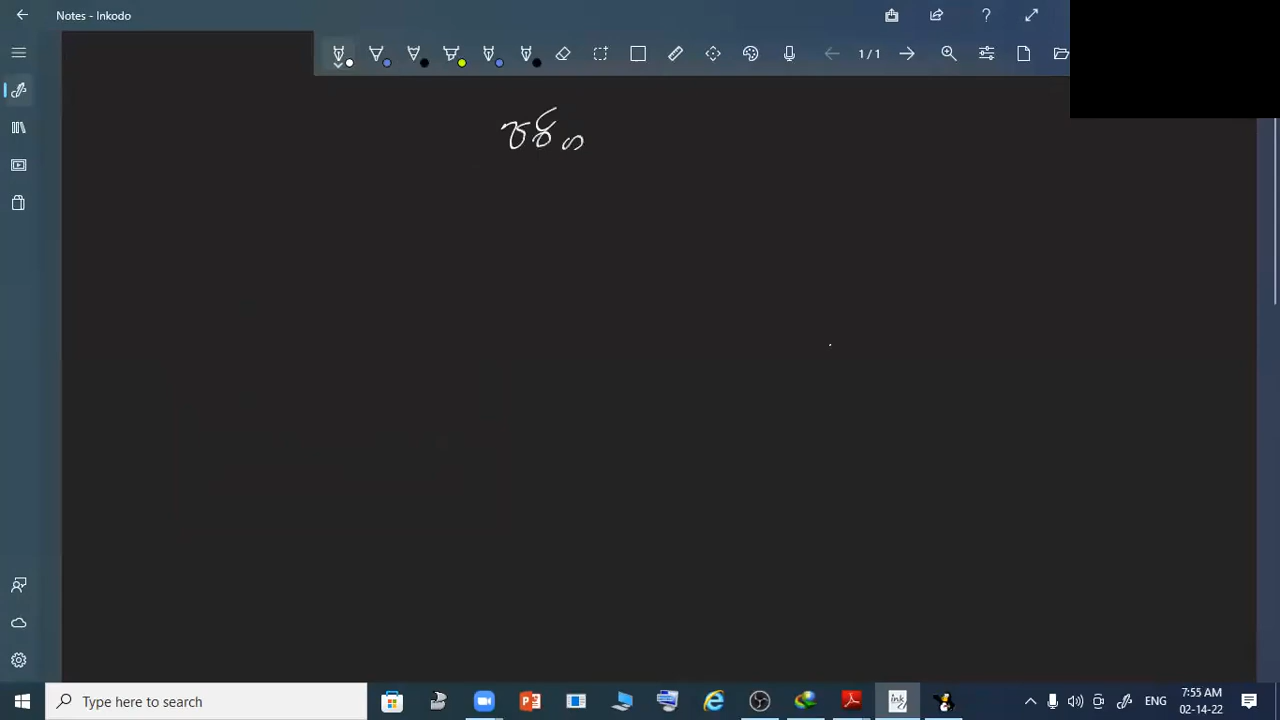 Notes - Inkodo
1 / 1
Type here to search
ENG
7:55 AM
02-14-22